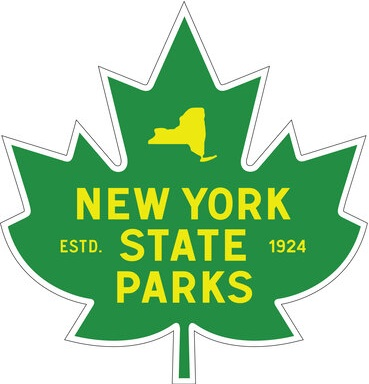 NEW YORK
ESTD. STATE 1924
PARKS